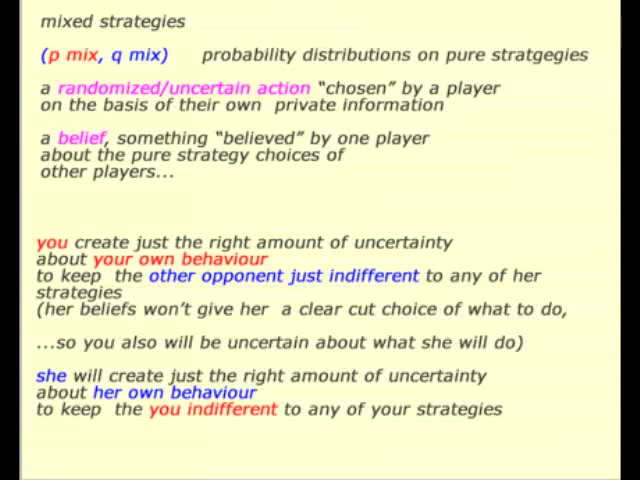 mixed strategies
(p mix, q mix) probability distributions on pure stratgegies
a randomized/uncertain action “chosen” by a player
on the basis of their own private information
a belief, something “believed” by one player
about the pure strategy choices of
other players...
you create just the right amount of uncertainty
about your own behaviour
to keep the other opponent just indifferent to any of her
strategies
(her beliefs won’t give her a clear cut choice of what to do,
...so you also will be uncertain about what she will do)
she will create just the right amount of uncertainty
about her own behaviour
to keep the you indifferent to any of your strategies